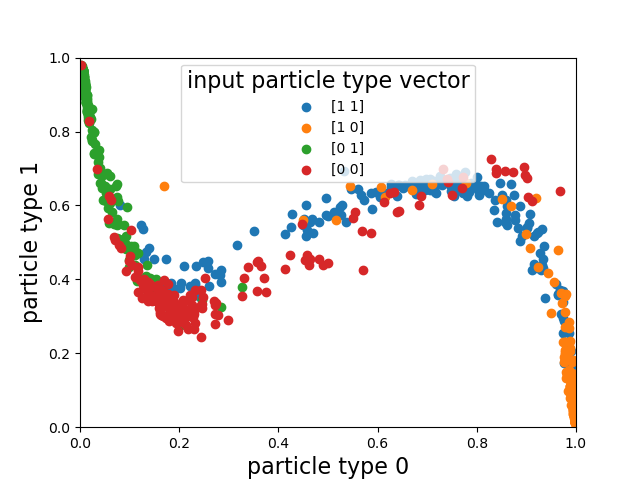 input particle type vector
[1 1]
[1 0]
[0 1]
[0 0]
1.0
0.8
0.6
0.4
0.2
0.0
particle type 1
0.0 0.2 0.4 0.6 0.8 1.0
particle type 0